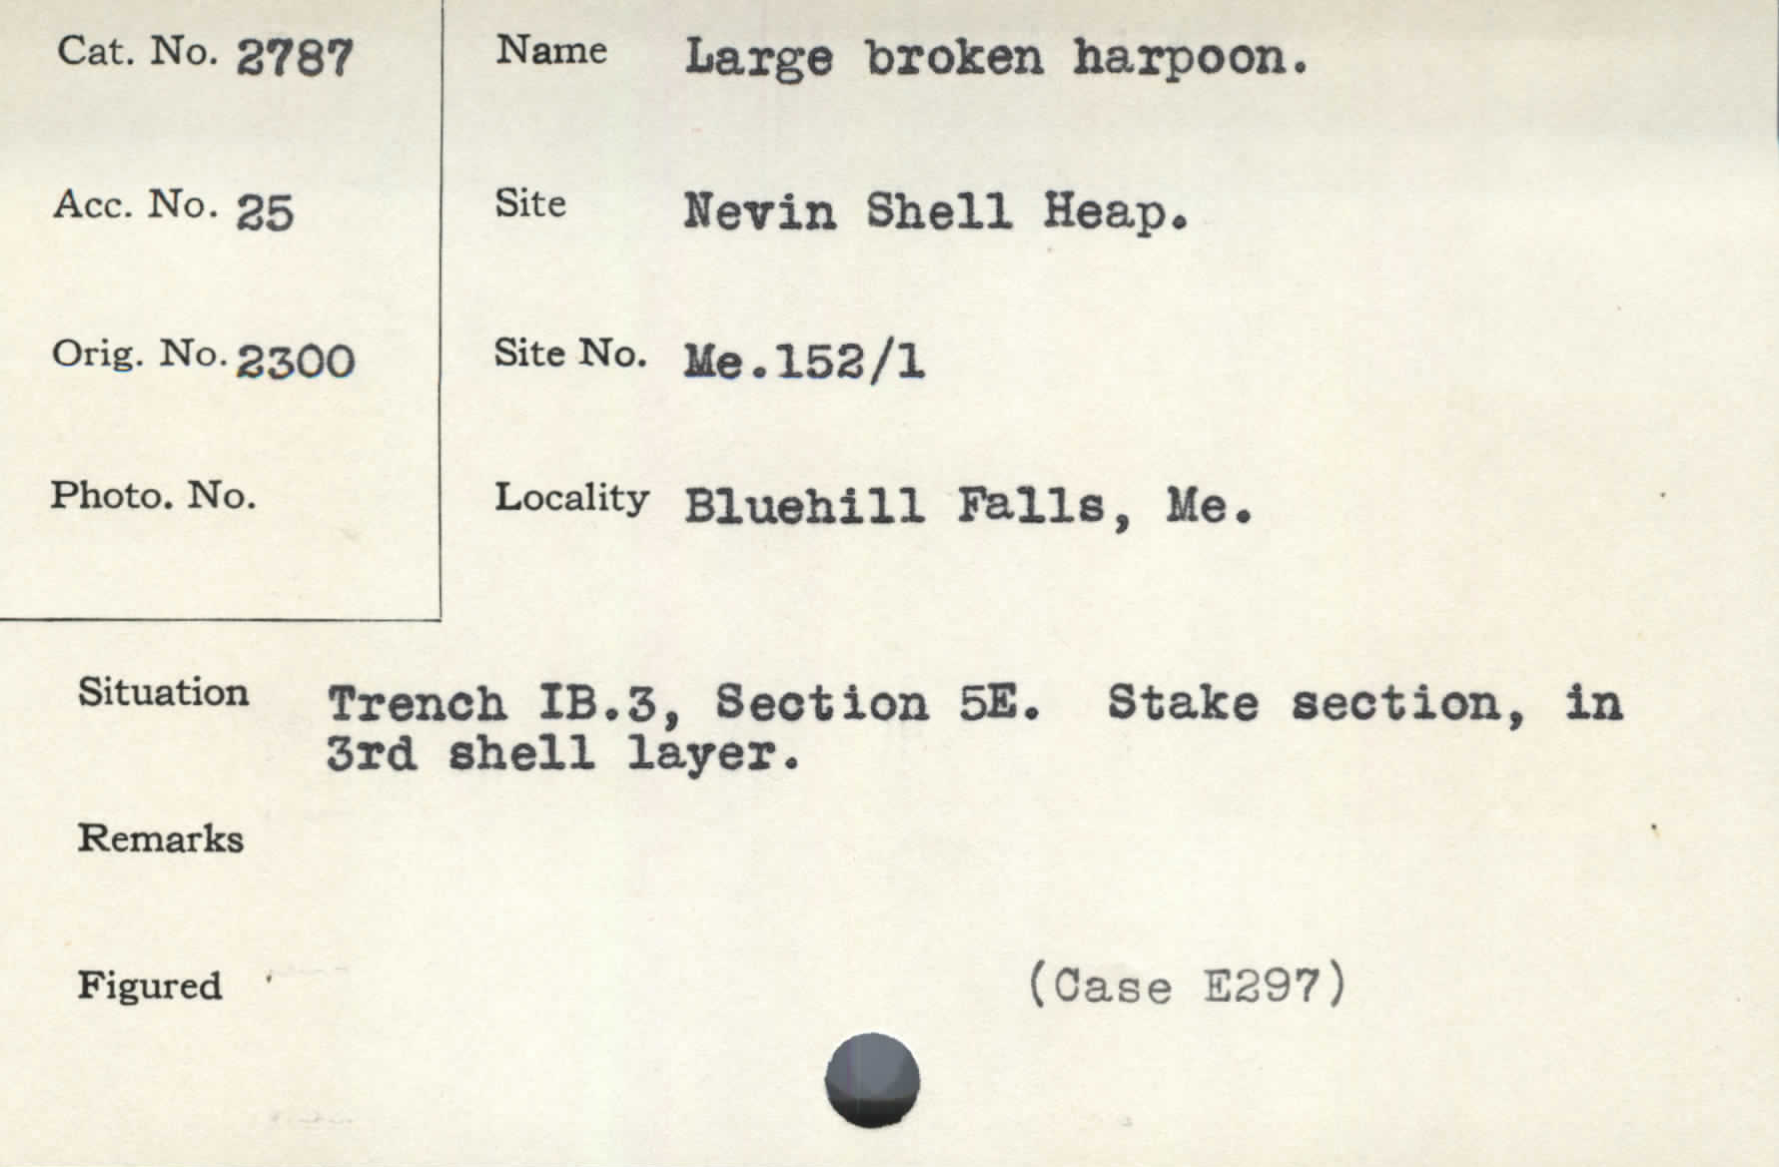 Cat. No. 2787
Name Large broken harpoon.
Acc. No. 25
Site Nevin Shell Heap.
Orig. No. 2300
Site No. Me.152/1
Photo. No.
Locality Bluehill Falls, Me.
Situation Trench IB.3, Section 5E. Stake section, in
3rd shell layer.
Remarks
Figured
(Case E297)